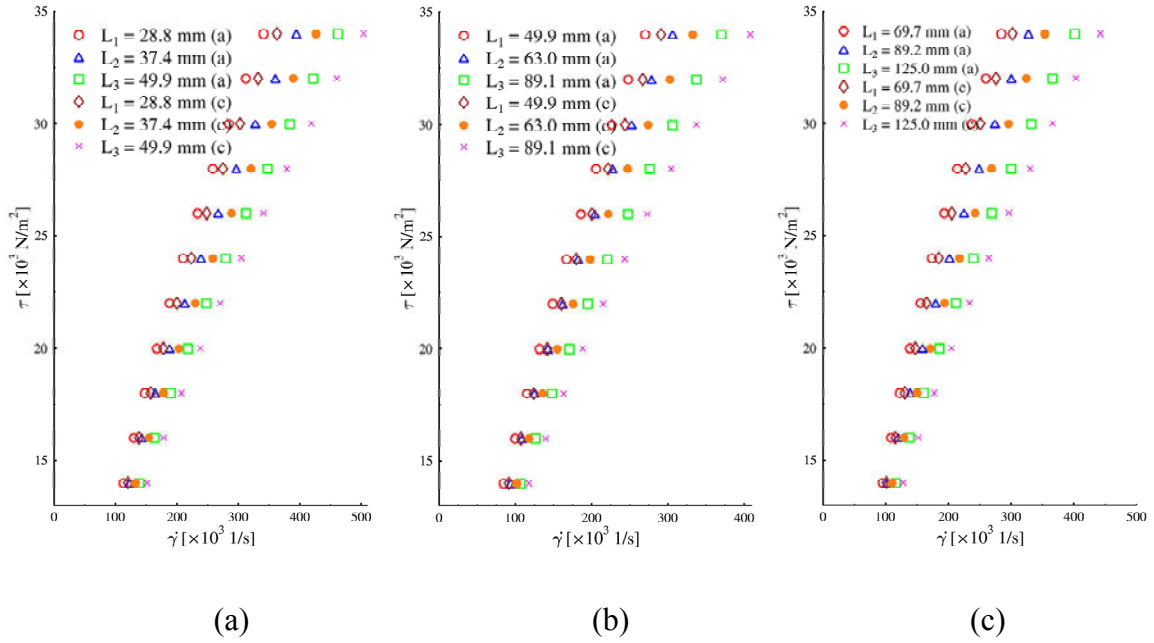 L₁ = 28.8 mm (a)
L₂ = 37.4 mm (a)
L₃ = 49.9 mm (a)
L₁ = 28.8 mm (c)
L₂ = 37.4 mm (c)
L₃ = 49.9 mm (c)
35
30
25
20
15
τ [×10³ N/m²]
0 100 200 300 400 500
γ̇ [×10³ 1/s]
(a)
L₁ = 49.9 mm (a)
L₂ = 63.0 mm (a)
L₃ = 89.1 mm (a)
L₁ = 49.9 mm (c)
L₂ = 63.0 mm (c)
L₃ = 89.1 mm (c)
35
30
25
20
15
τ [×10³ N/m²]
0 100 200 300 400
γ̇ [×10³ 1/s]
(b)
L₁ = 69.7 mm (a)
L₂ = 89.2 mm (a)
L₃ = 125.0 mm (a)
L₁ = 69.7 mm (c)
L₂ = 89.2 mm (c)
L₃ = 125.0 mm (c)
35
30
25
20
15
τ [×10³ N/m²]
0 100 200 300 400 500
γ̇ [×10³ 1/s]
(c)